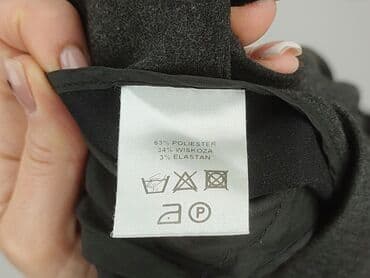 63% POLIESTER
34% WISKOZA
3% ELASTAN
P